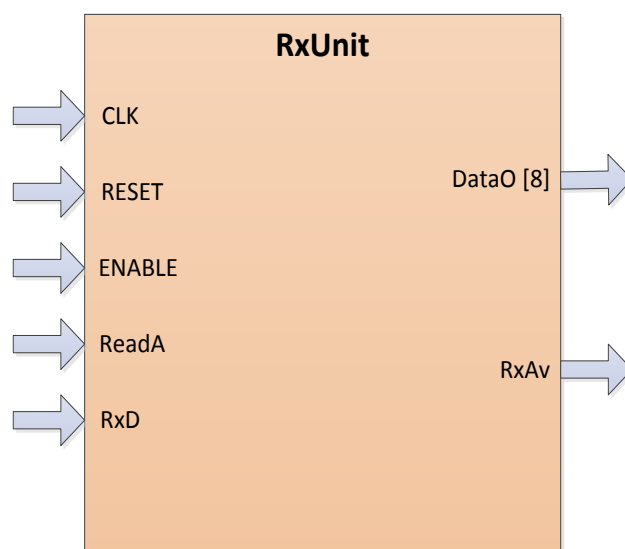 RxUnit
CLK
RESET
DataO [8]
ENABLE
ReadA
RxAv
RxD